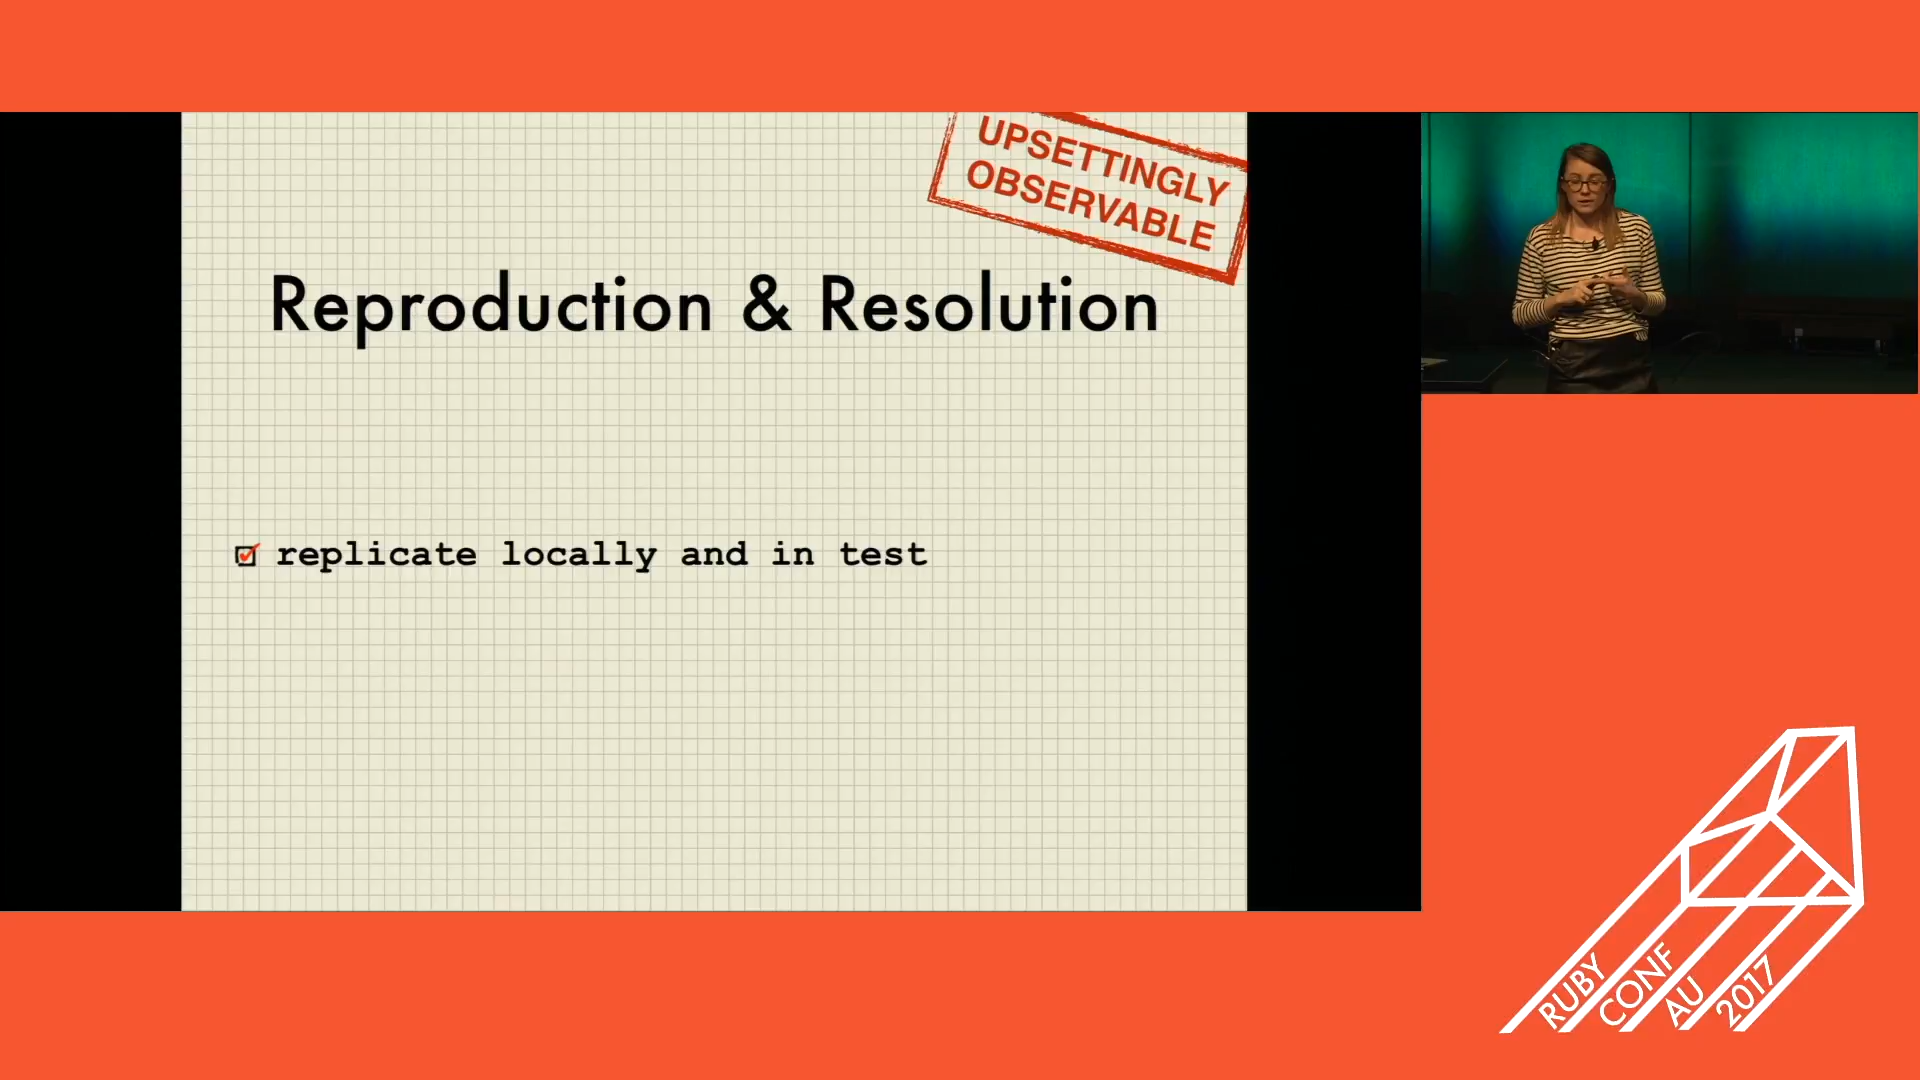 UPSETTINGLY
OBSERVABLE
Reproduction & Resolution
replicate locally and in test
RUBY
CONF
AU
2017